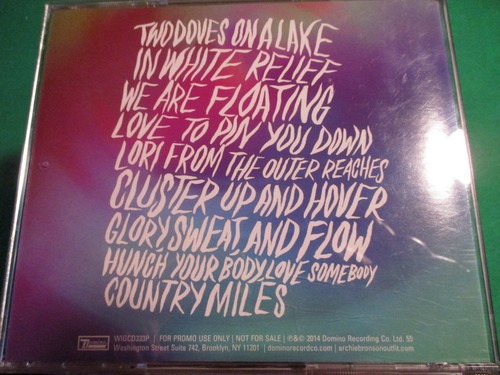 TWO DOVES ON A LAKE
IN WHITE RELIEF
WE ARE FLOATING
LOVE TO PIN YOU DOWN
LORI FROM THE OUTER REACHES
CLUSTER UP AND HOVER
GLORY, SWEAT, AND FLOW
HUNCH YOUR BODY, LOVE SOMEBODY
COUNTRY MILES
WIGCD333P | FOR PROMO USE ONLY | NOT FOR SALE | ℗&© 2014 Domino Recording Co. Ltd. 55
Washington Street Suite 742, Brooklyn, NY 11201 | dominorecordco.com | archiebronsonoutfit.com